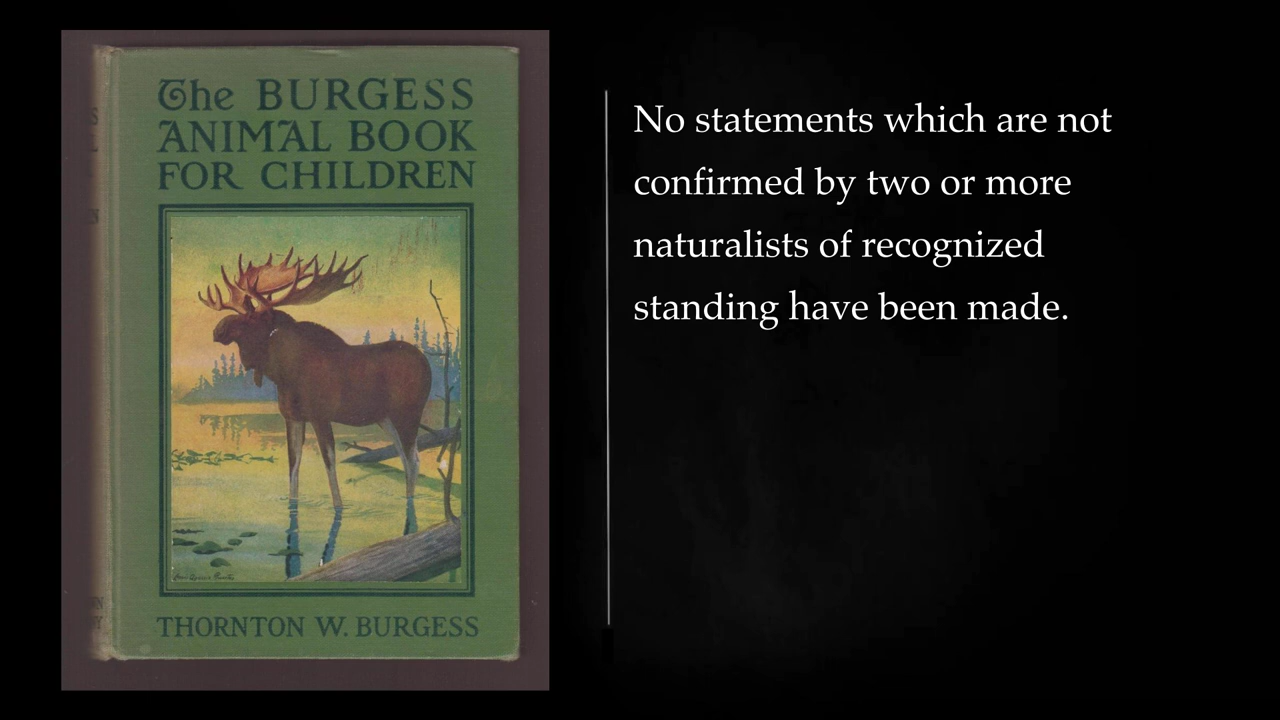 The BURGESS
ANIMAL BOOK
FOR CHILDREN
THORNTON W. BURGESS
No statements which are not
confirmed by two or more
naturalists of recognized
standing have been made.